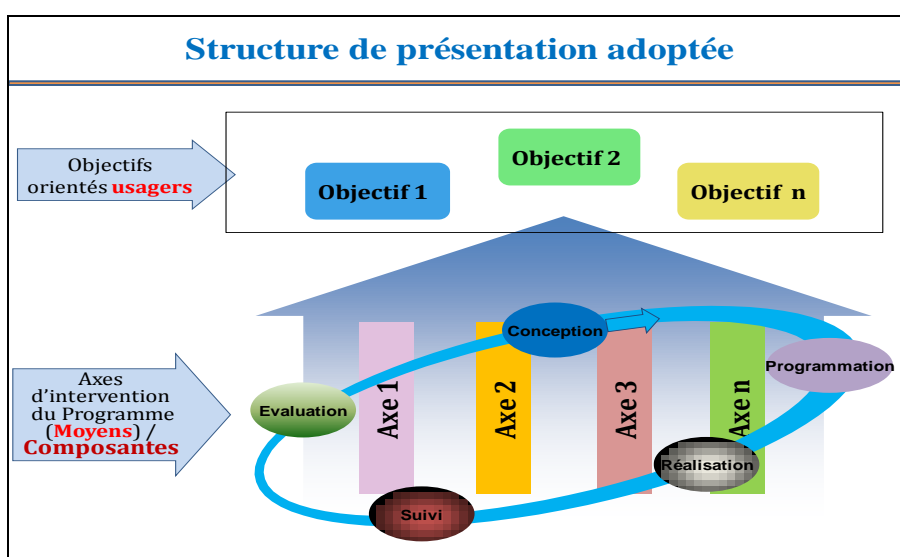 Structure de présentation adoptée
Objectifs
orientés usagers
Objectif 1
Objectif 2
Objectif n
Axes
d'intervention
du Programme
(Moyens) /
Composantes
Conception
Programmation
Evaluation
Axe 1
Axe 2
Axe 3
Axe n
Réalisation
Suivi